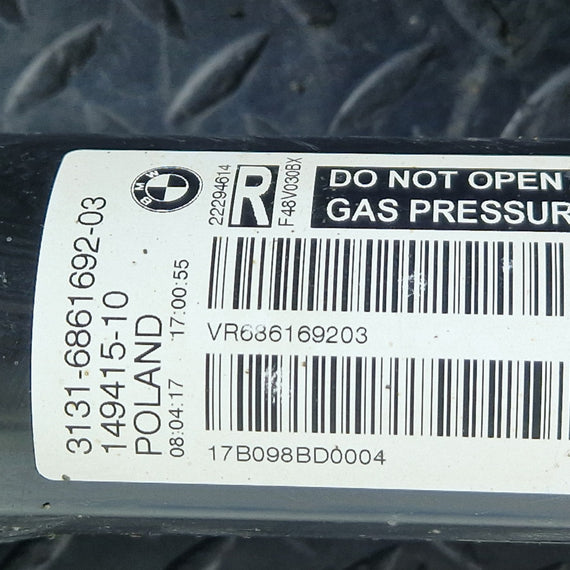 BMW
22294614
R
F48V030BX
DO NOT OPEN
GAS PRESSUR
3131-6861692-03
149415-10
POLAND
08:04:17 17:00:55
VR686169203
17B098BD0004